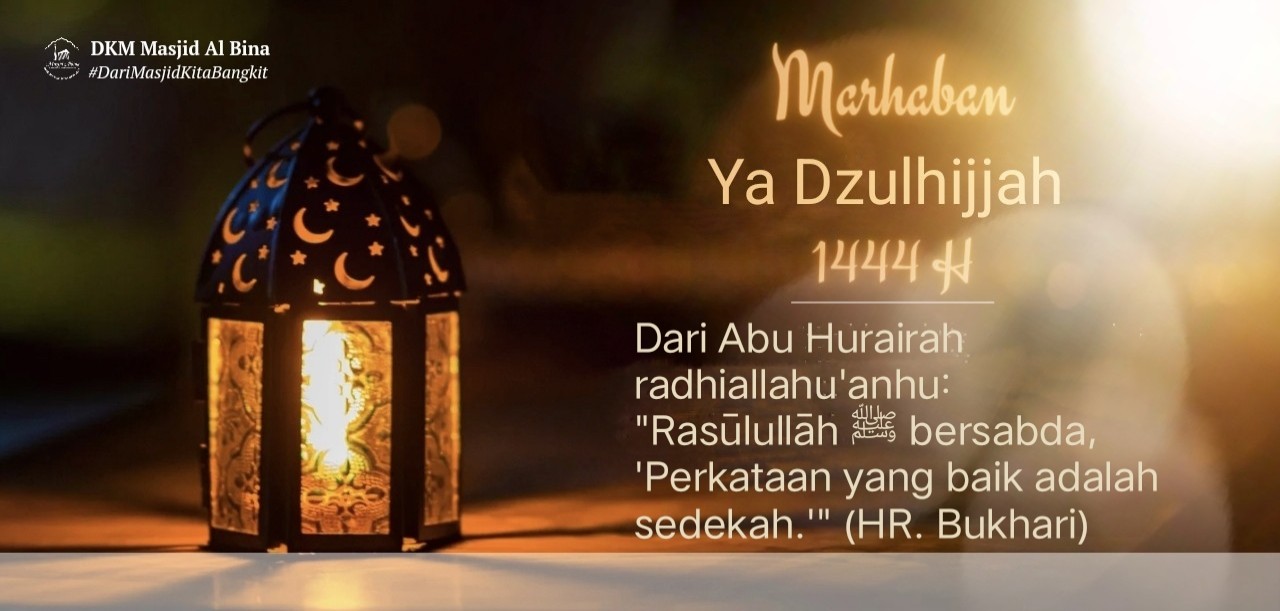 DKM Masjid Al Bina
#DariMasjidKitaBangkit
Marhaban
Ya Dzulhijjah
1444 H
Dari Abu Hurairah
radhiallahu'anhu:
"Rasūlullāh ﷺ bersabda,
'Perkataan yang baik adalah
sedekah.'" (HR. Bukhari)